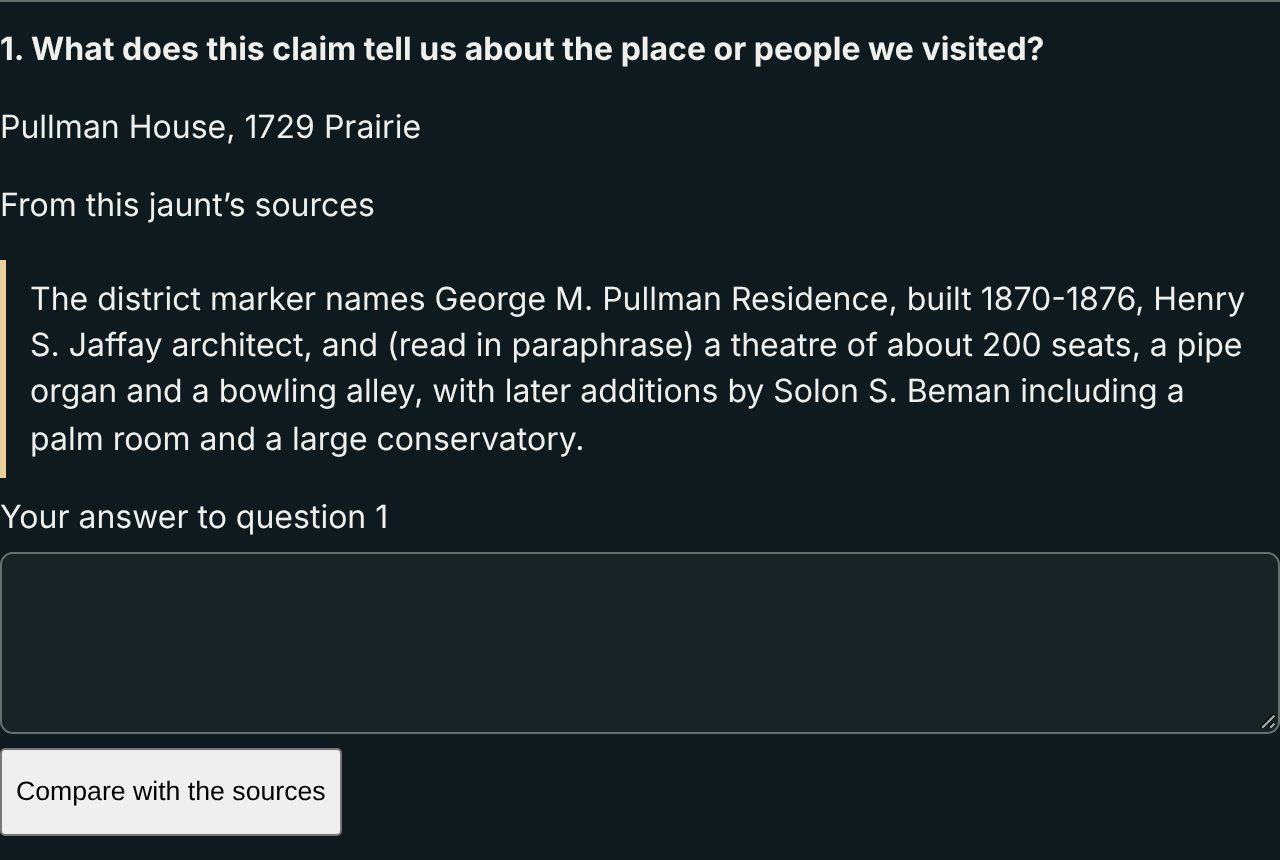 1. What does this claim tell us about the place or people we visited?
Pullman House, 1729 Prairie
From this jaunt’s sources
The district marker names George M. Pullman Residence, built 1870-1876, Henry
S. Jaffay architect, and (read in paraphrase) a theatre of about 200 seats, a pipe
organ and a bowling alley, with later additions by Solon S. Beman including a
palm room and a large conservatory.
Your answer to question 1
Compare with the sources